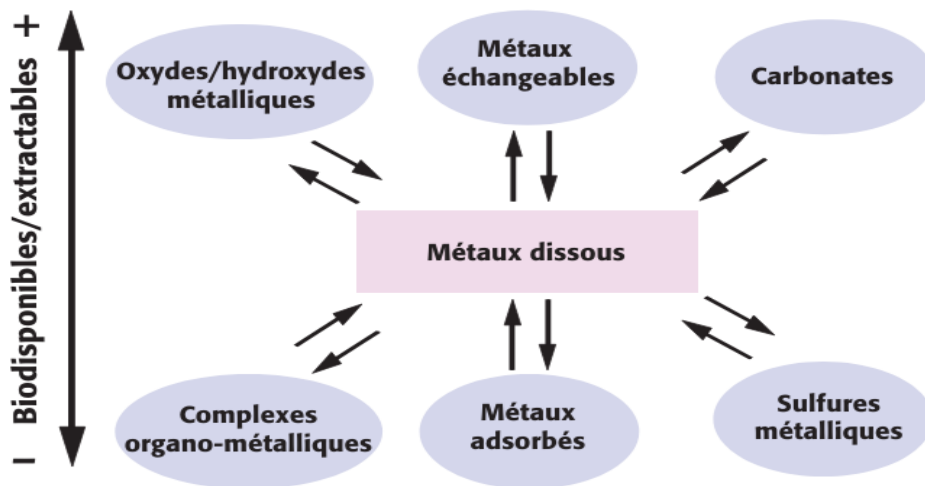 +
Biodisponibles/extractables
–
Oxydes/hydroxydes
métalliques
Métaux
échangeables
Carbonates
Métaux dissous
Complexes
organo-métalliques
Métaux
adsorbés
Sulfures
métalliques